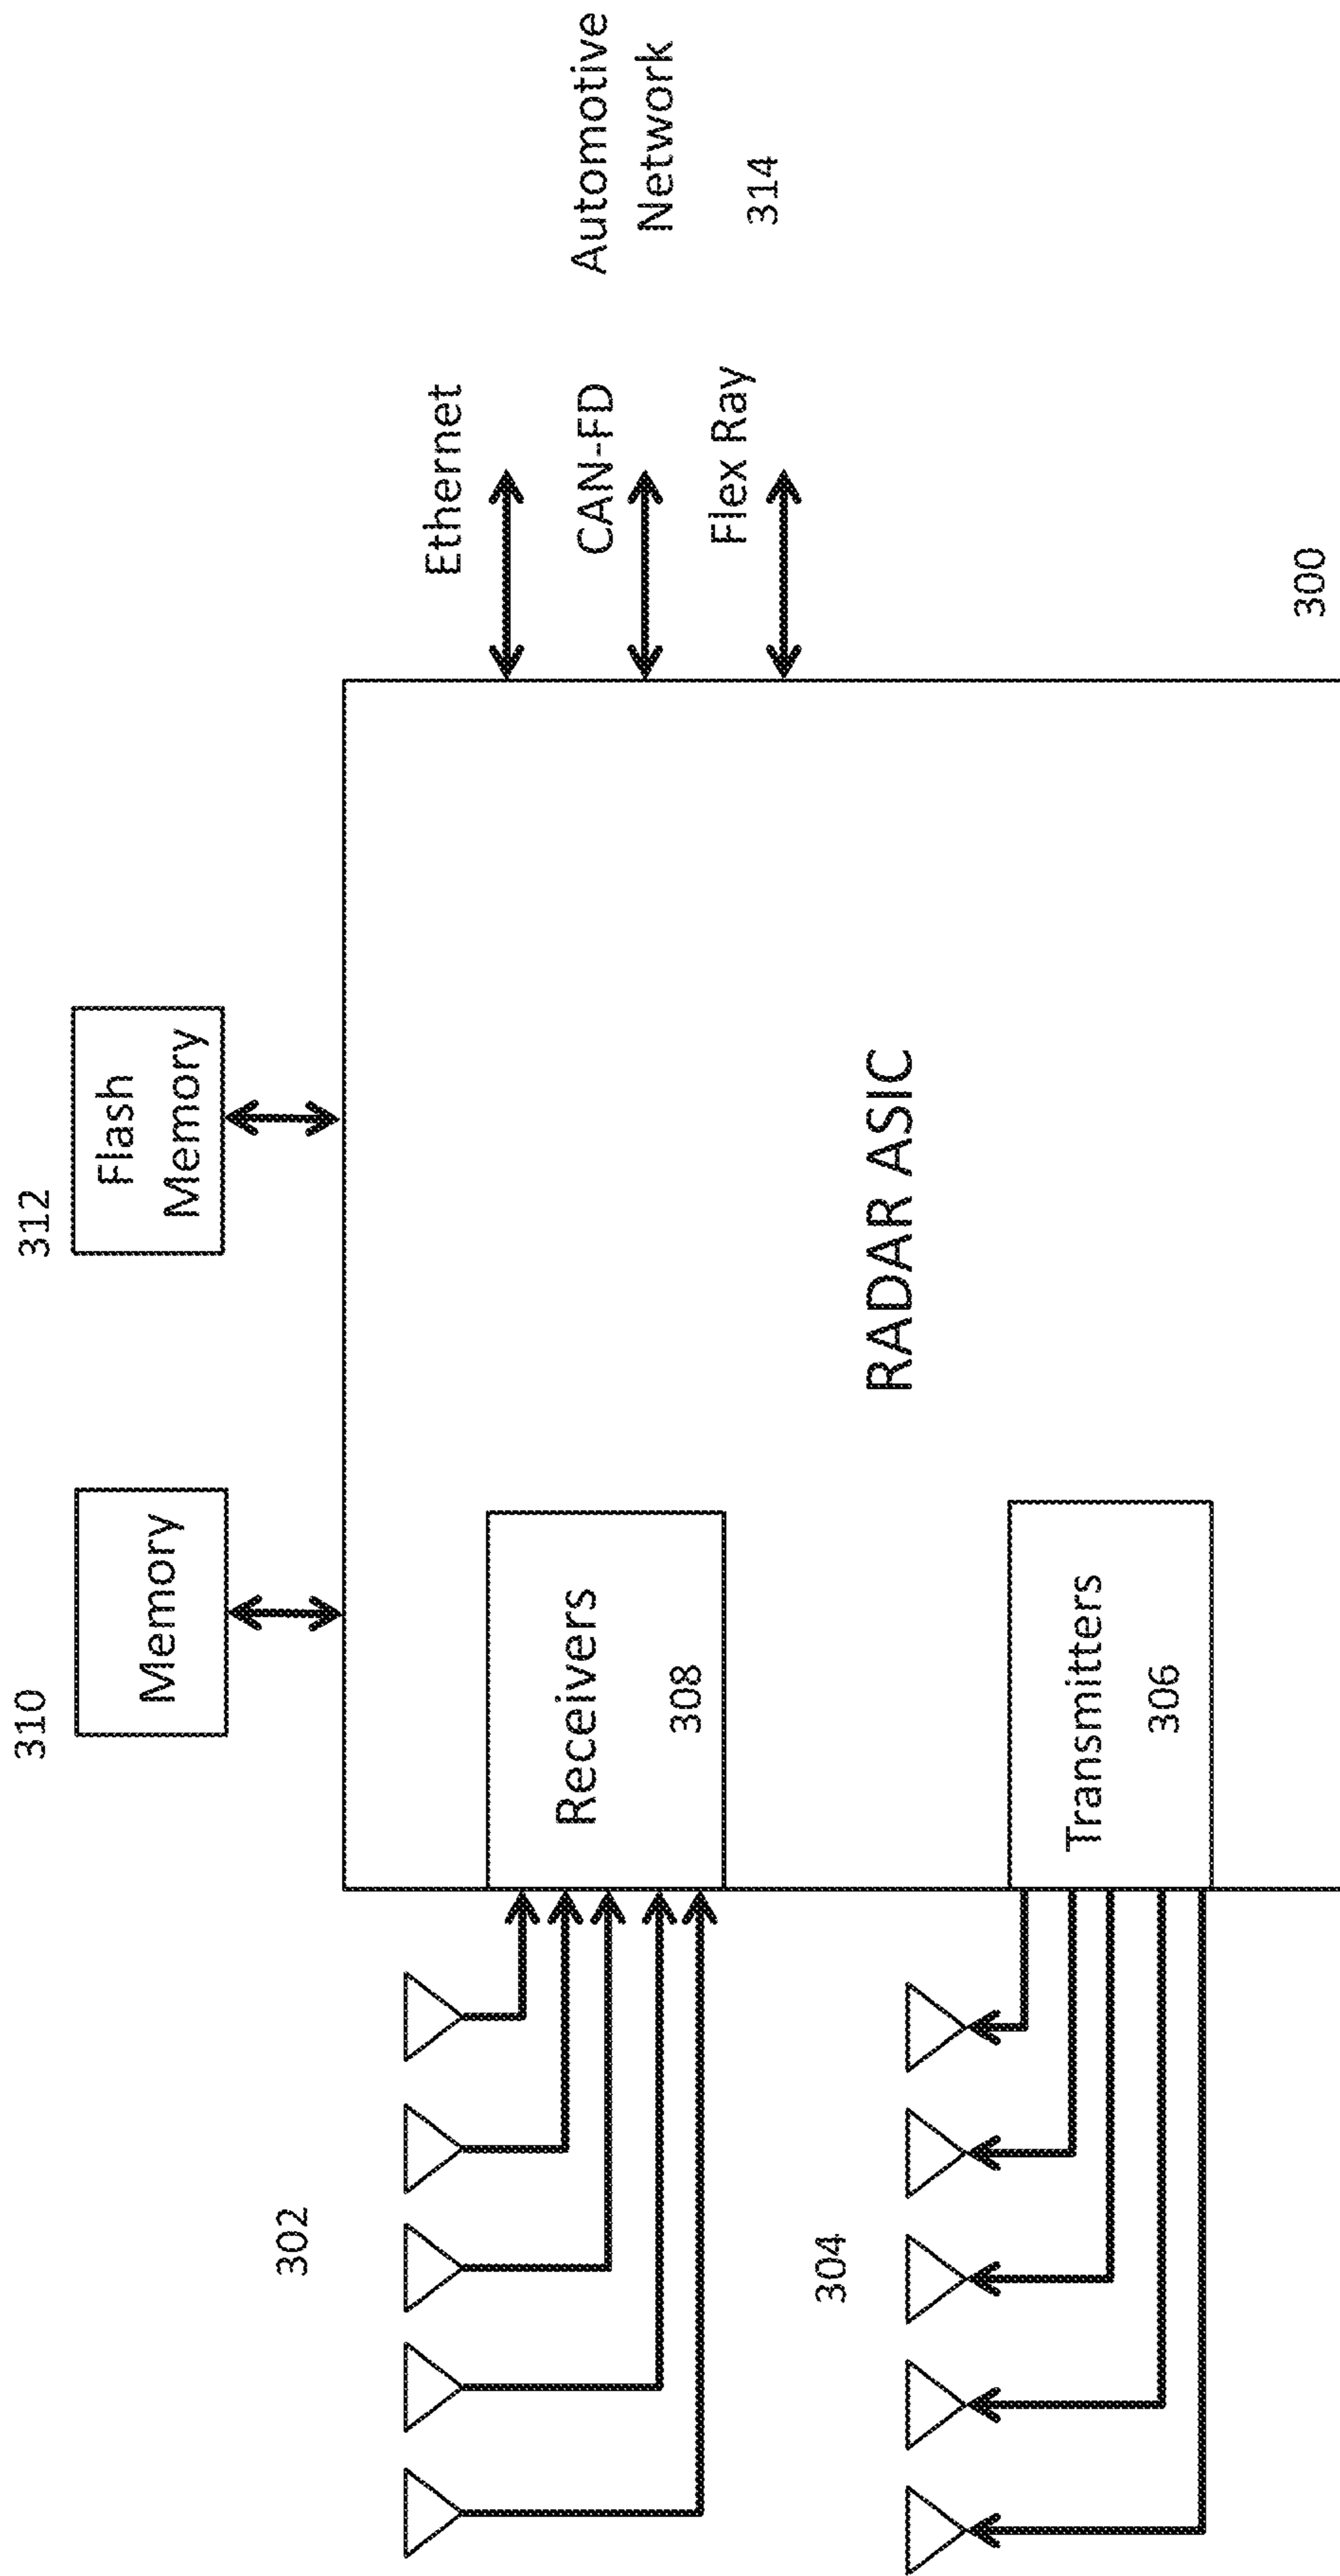 310
Memory
312
Flash
Memory
302
Receivers
308
304
Transmitters
306
RADAR ASIC
Ethernet
CAN-FD
Flex Ray
Automotive
Network
314
300